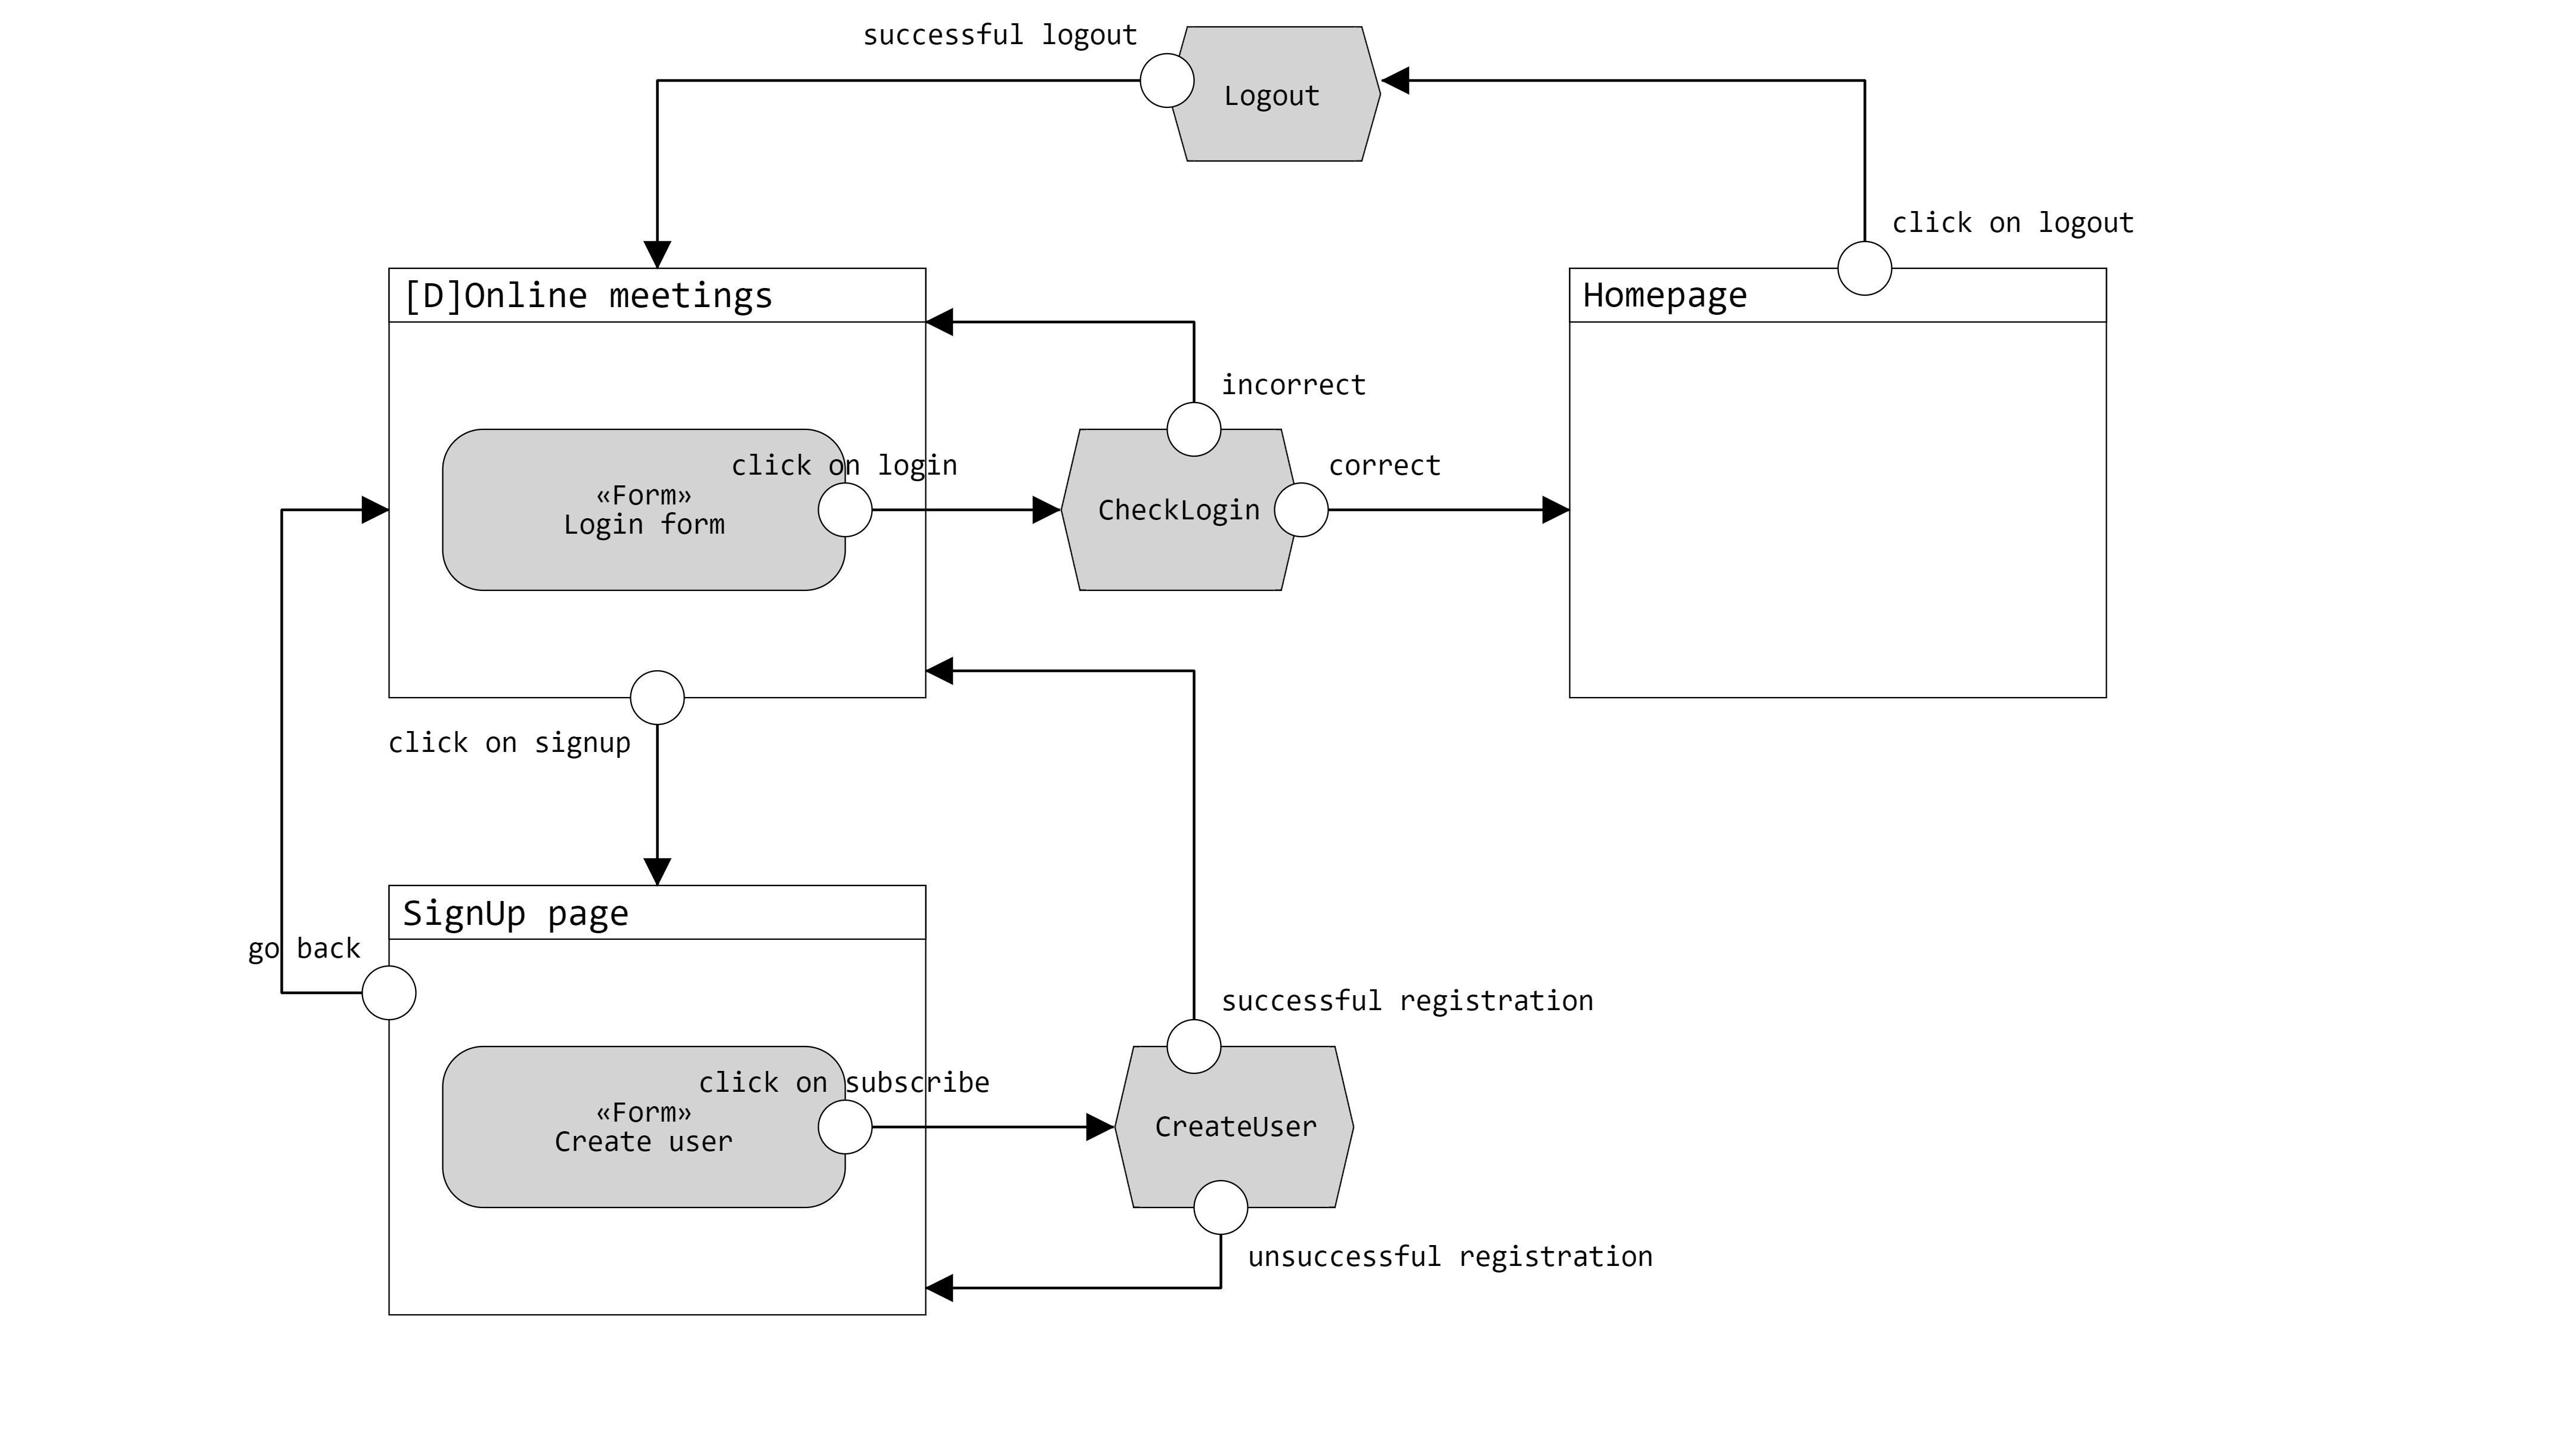 successful logout
Logout
click on logout
[D]Online meetings
Homepage
incorrect
click on login
correct
«Form»
Login form
CheckLogin
click on signup
SignUp page
go back
successful registration
click on subscribe
«Form»
Create user
CreateUser
unsuccessful registration